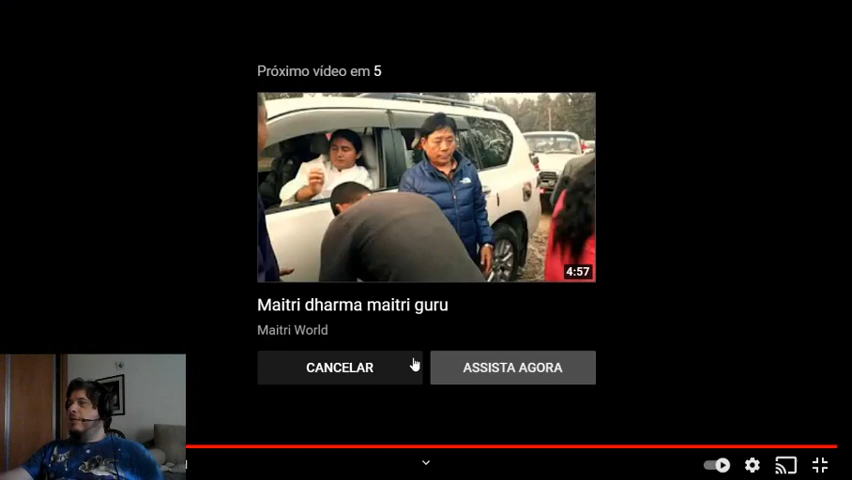 Próximo vídeo em 5
4:57
Maitri dharma maitri guru
Maitri World
CANCELAR
ASSISTA AGORA